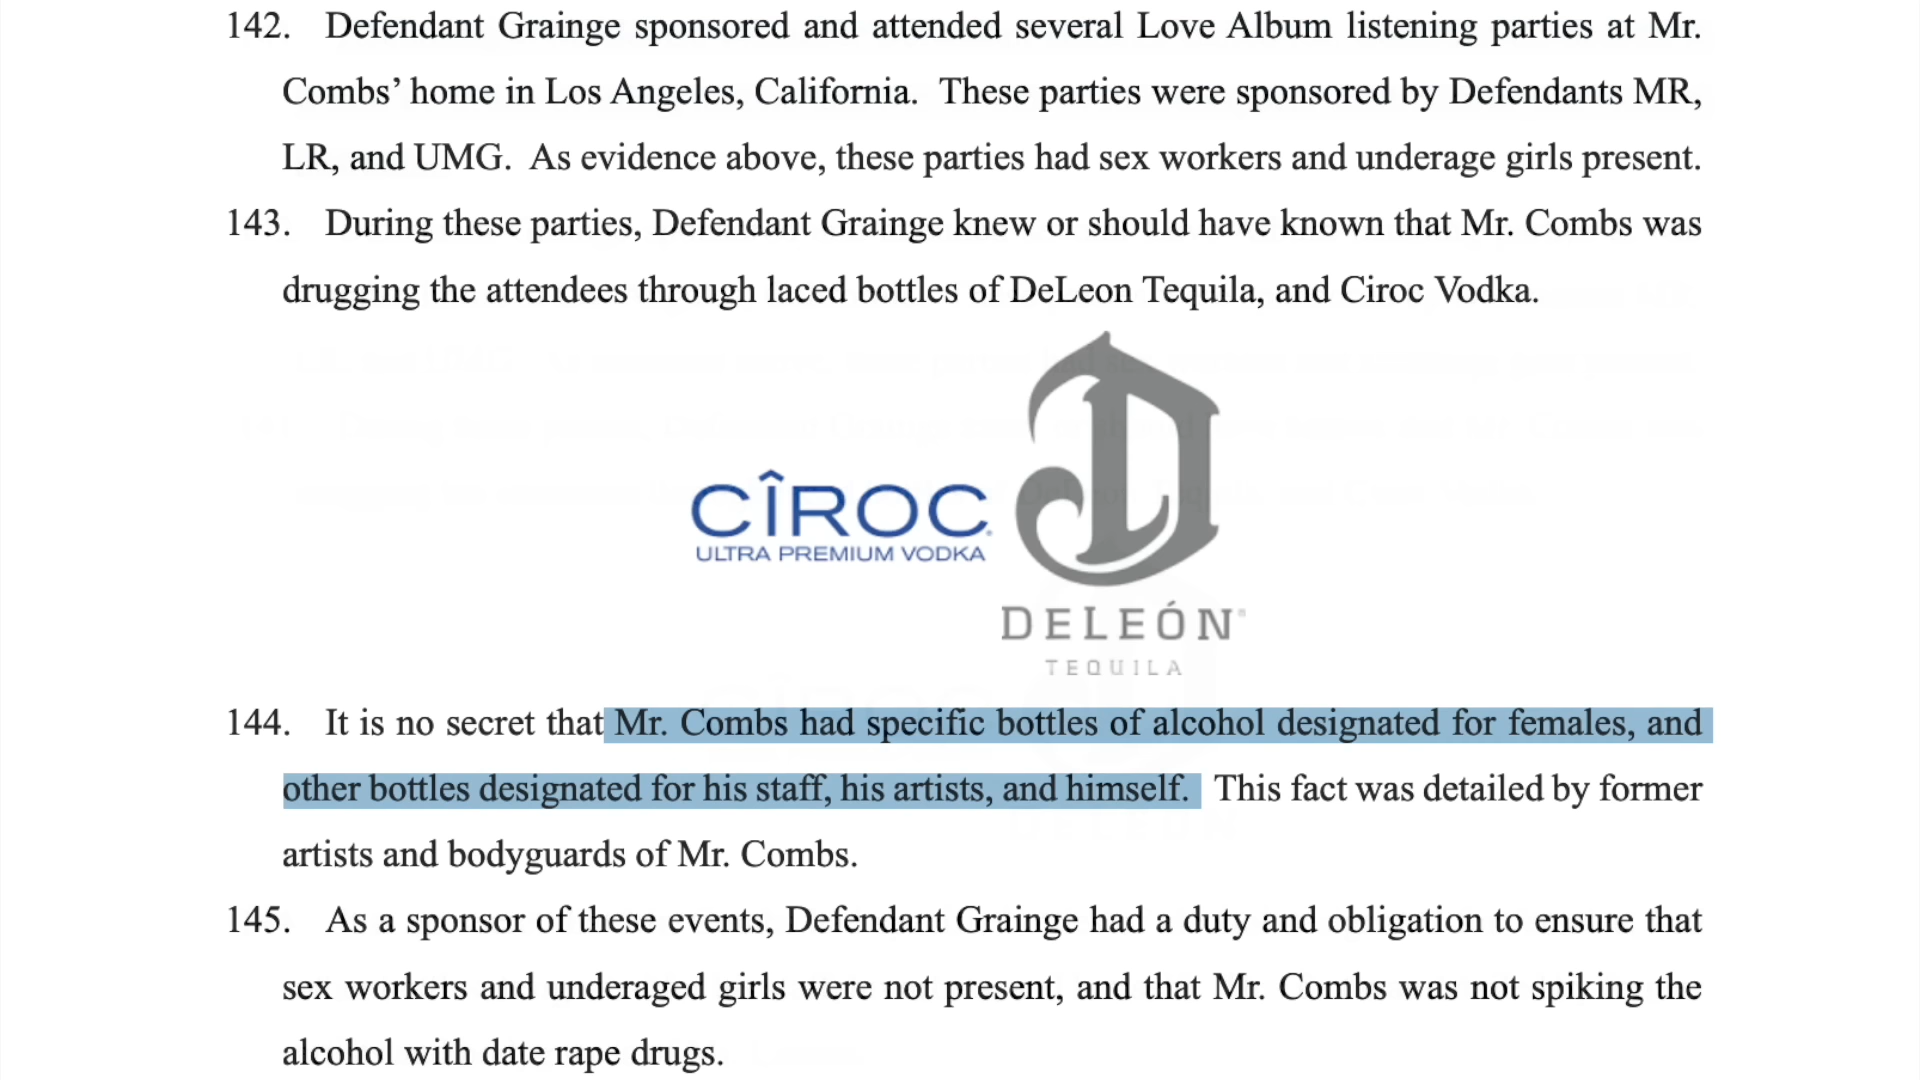 142. Defendant Grainge sponsored and attended several Love Album listening parties at Mr.
Combs’ home in Los Angeles, California. These parties were sponsored by Defendants MR,
LR, and UMG. As evidence above, these parties had sex workers and underage girls present.
143. During these parties, Defendant Grainge knew or should have known that Mr. Combs was
drugging the attendees through laced bottles of DeLeon Tequila, and Ciroc Vodka.
CÎROC
ULTRA PREMIUM VODKA
DELEÓN
TEQUILA
144. It is no secret that Mr. Combs had specific bottles of alcohol designated for females, and
other bottles designated for his staff, his artists, and himself. This fact was detailed by former
artists and bodyguards of Mr. Combs.
145. As a sponsor of these events, Defendant Grainge had a duty and obligation to ensure that
sex workers and underaged girls were not present, and that Mr. Combs was not spiking the
alcohol with date rape drugs.